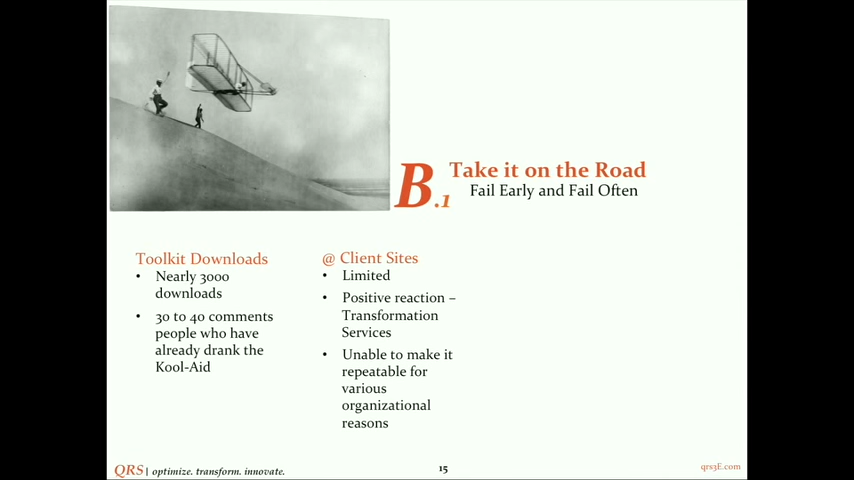 B.1
Take it on the Road
Fail Early and Fail Often
Toolkit Downloads
• Nearly 3000
downloads
• 30 to 40 comments
people who have
already drank the
Kool-Aid
@ Client Sites
• Limited
• Positive reaction –
Transformation
Services
• Unable to make it
repeatable for
various
organizational
reasons
QRS | optimize. transform. innovate.
15
qrs3E.com